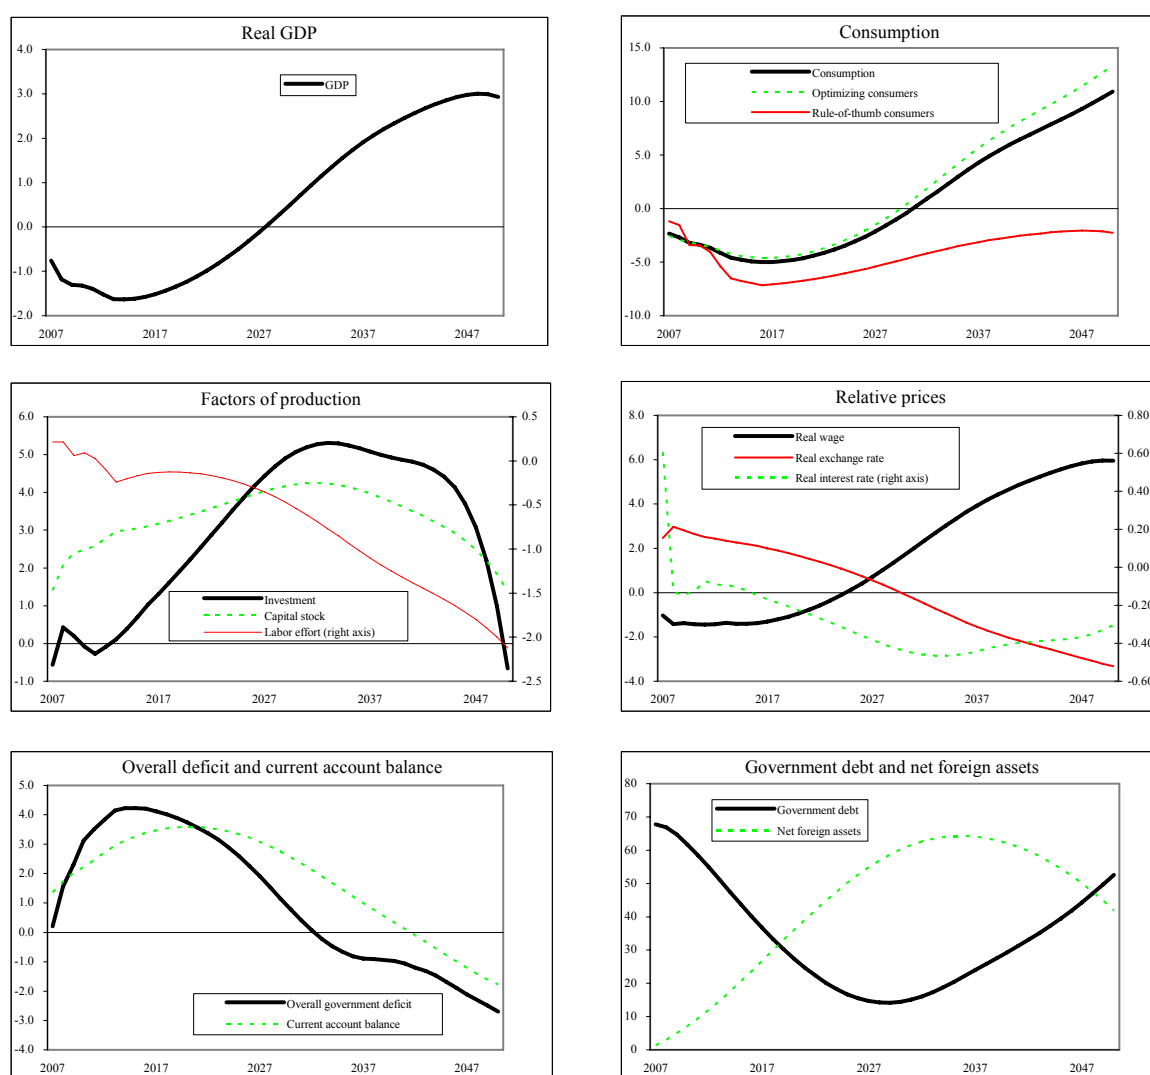 Real GDP
4.0
3.0
2.0
1.0
0.0
-1.0
-2.0
GDP
2007 2017 2027 2037 2047
Consumption
15.0
10.0
5.0
0.0
-5.0
-10.0
Consumption
Optimizing consumers
Rule-of-thumb consumers
2007 2017 2027 2037 2047
Factors of production
6.0
5.0
4.0
3.0
2.0
1.0
0.0
-1.0
0.5
0.0
-0.5
-1.0
-1.5
-2.0
-2.5
Investment
Capital stock
Labor effort (right axis)
2007 2017 2027 2037 2047
Relative prices
8.0
6.0
4.0
2.0
0.0
-2.0
-4.0
0.80
0.60
0.40
0.20
0.00
-0.20
-0.40
-0.60
Real wage
Real exchange rate
Real interest rate (right axis)
2007 2017 2027 2037 2047
Overall deficit and current account balance
5.0
4.0
3.0
2.0
1.0
0.0
-1.0
-2.0
-3.0
-4.0
Overall government deficit
Current account balance
2007 2017 2027 2037 2047
Government debt and net foreign assets
80
70
60
50
40
30
20
10
0
Government debt
Net foreign assets
2007 2017 2027 2037 2047